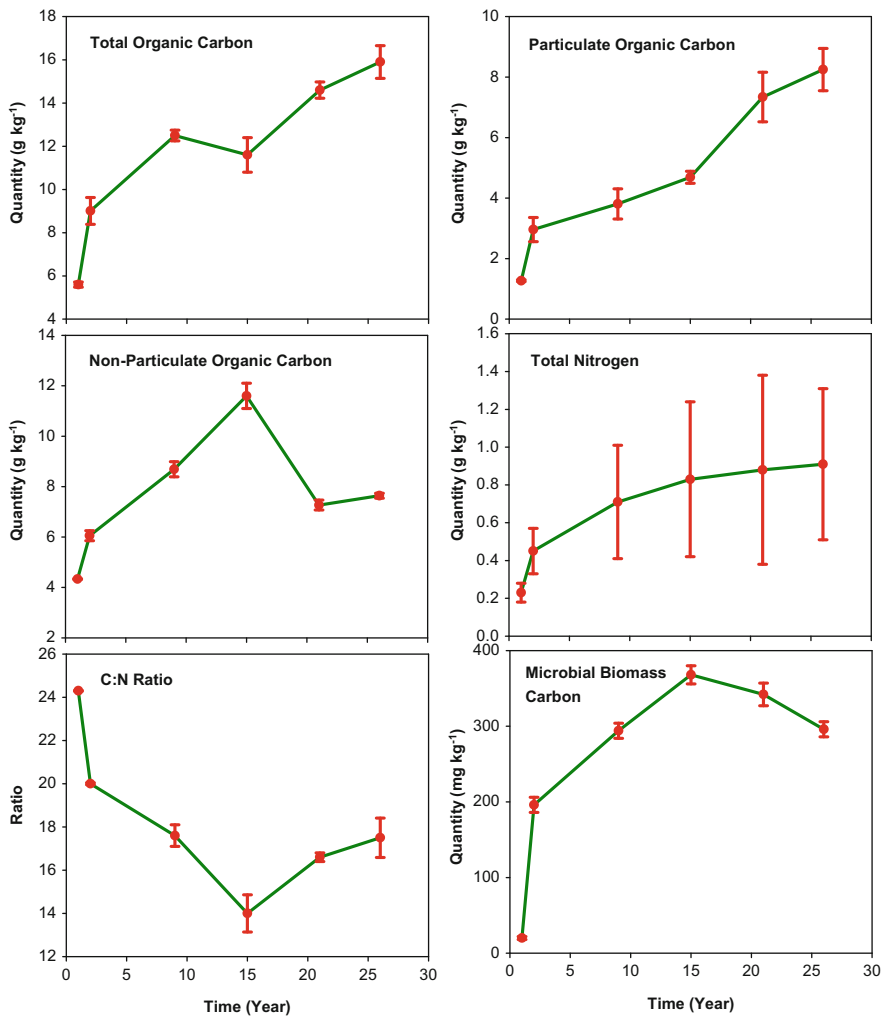 Total Organic Carbon
Quantity (g kg⁻¹)
18
16
14
12
10
8
6
4
Particulate Organic Carbon
Quantity (g kg⁻¹)
10
8
6
4
2
0
Non-Particulate Organic Carbon
Quantity (g kg⁻¹)
14
12
10
8
6
4
2
Total Nitrogen
Quantity (g kg⁻¹)
1.6
1.4
1.2
1.0
0.8
0.6
0.4
0.2
0.0
C:N Ratio
Ratio
26
24
22
20
18
16
14
12
0 5 10 15 20 25 30
Time (Year)
Microbial Biomass
Carbon
Quantity (mg kg⁻¹)
400
300
200
100
0
0 5 10 15 20 25 30
Time (Year)